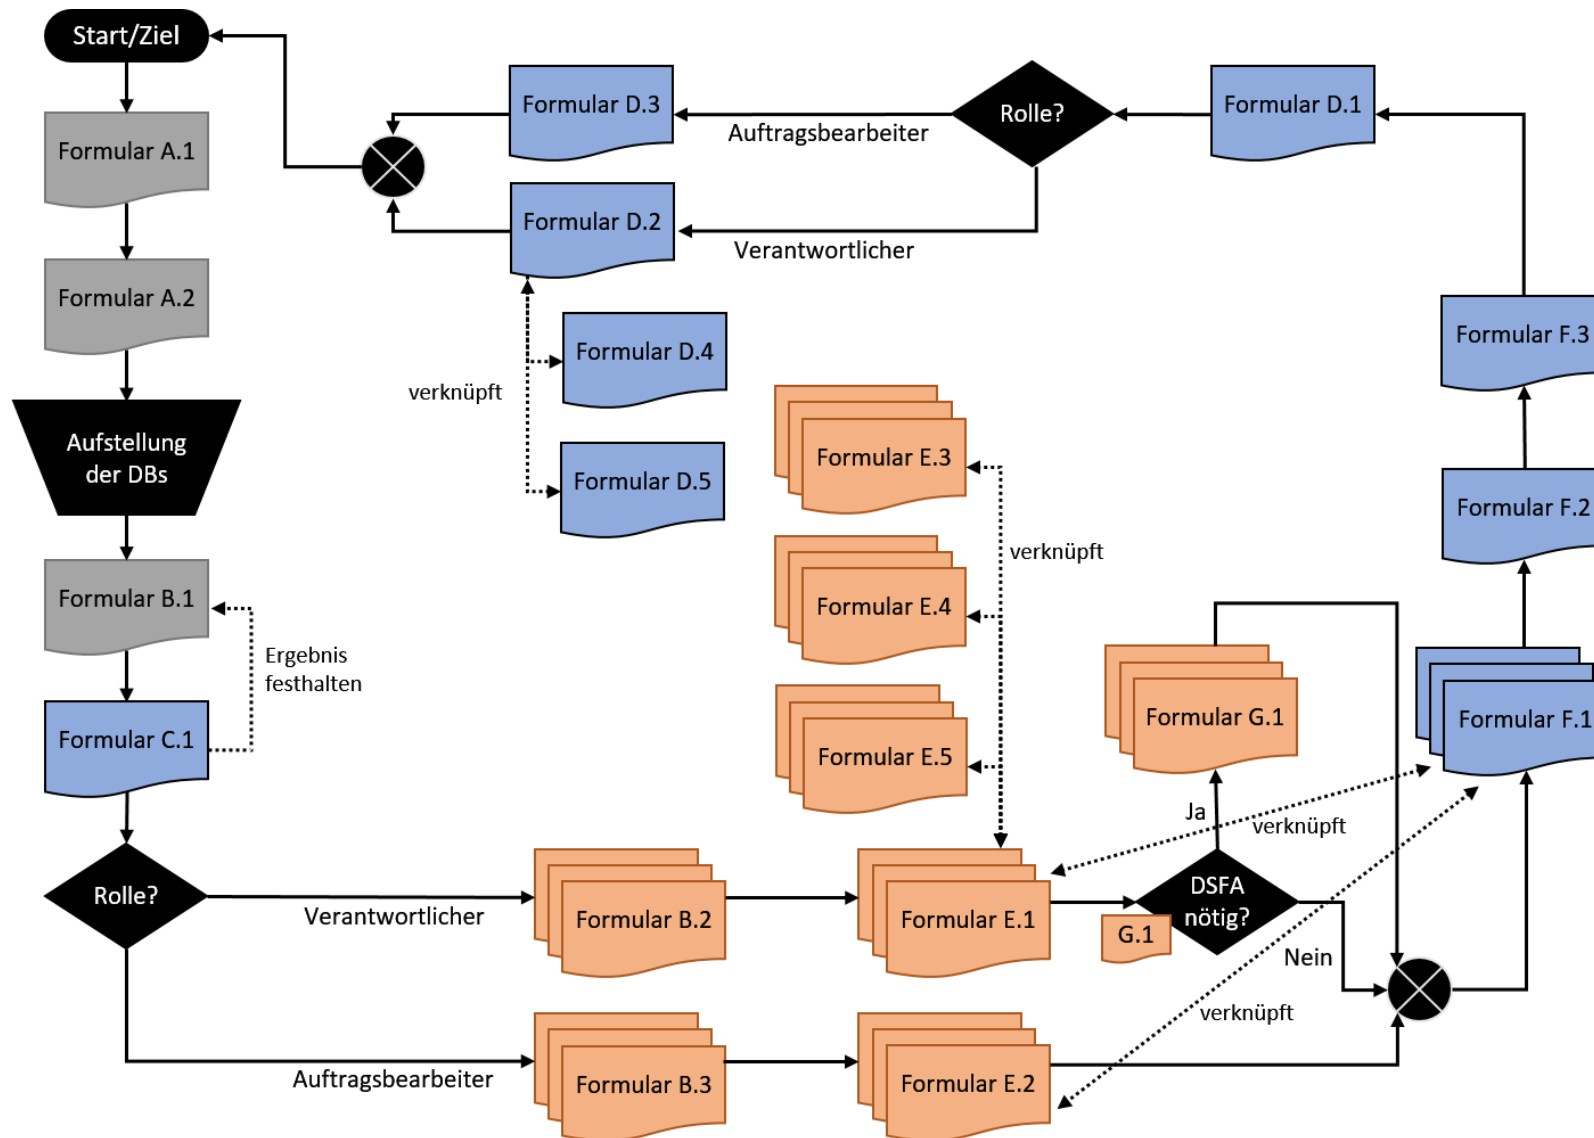 Start/Ziel
Formular A.1
Formular A.2
Aufstellung
der DBs
Formular B.1
Ergebnis
festhalten
Formular C.1
Rolle?
Verantwortlicher
Auftragsbearbeiter
Formular B.2
Formular B.3
Formular E.1
Formular E.2
Formular E.3
Formular E.4
Formular E.5
verknüpft
DSFA
nötig?
G.1
Ja
Nein
Formular G.1
verknüpft
verknüpft
Formular F.1
Formular F.2
Formular F.3
Formular D.1
Rolle?
Auftragsbearbeiter
Verantwortlicher
Formular D.3
Formular D.2
verknüpft
Formular D.4
Formular D.5